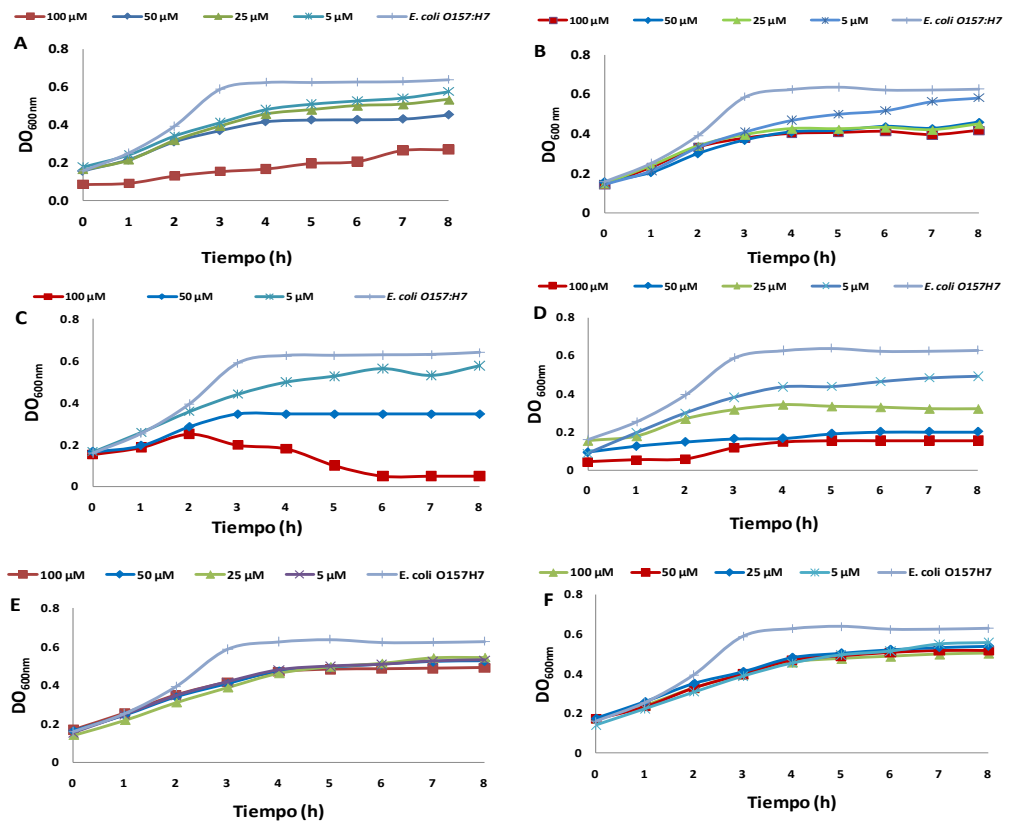 100 µM 50 µM 25 µM 5 µM E. coli O157:H7
A
0.8
0.6
0.4
0.2
0.0
DO600nm
0 1 2 3 4 5 6 7 8
Tiempo (h)
100 µM 50 µM 25 µM 5 µM E. coli O157:H7
B
0.8
0.6
0.4
0.2
0
DO600 nm
0 1 2 3 4 5 6 7 8
Tiempo (h)
100 µM 50 µM 5 µM E. coli O157:H7
C
0.8
0.6
0.4
0.2
0
DO600nm
0 1 2 3 4 5 6 7 8
Tiempo (h)
100 µM 50 µM 25 µM 5 µM E. coli O157H7
D
0.8
0.6
0.4
0.2
0
DO600nm
0 1 2 3 4 5 6 7 8
Tiempo (h)
100 µM 50 µM 25 µM 5 µM E. coli O157H7
E
0.8
0.6
0.4
0.2
0
DO600nm
0 1 2 3 4 5 6 7 8
Tiempo (h)
100 µM 50 µM 25 µM 5 µM E. coli O157H7
F
0.8
0.6
0.4
0.2
0
DO600nm
0 1 2 3 4 5 6 7 8
Tiempo (h)